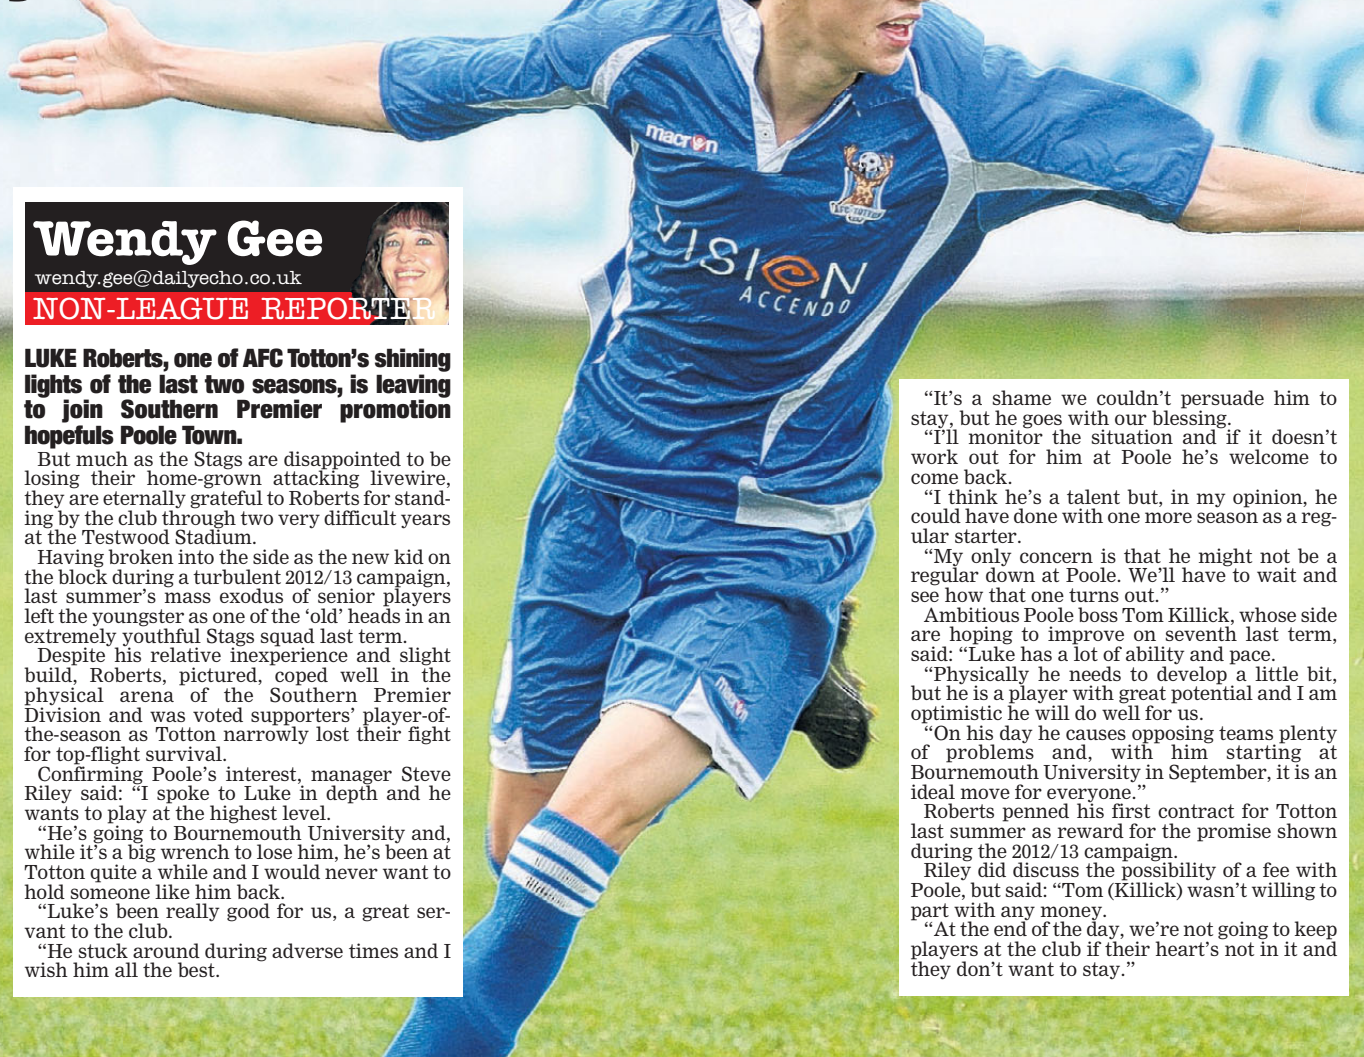 macron
AFC TOTTON
VISION
ACCENDO
macron
Wendy Gee
wendy.gee@dailyecho.co.uk
NON-LEAGUE REPORTER
LUKE Roberts, one of AFC Totton’s shining
lights of the last two seasons, is leaving
to join Southern Premier promotion
hopefuls Poole Town.
But much as the Stags are disappointed to be
losing their home-grown attacking livewire,
they are eternally grateful to Roberts for stand-
ing by the club through two very difficult years
at the Testwood Stadium.
Having broken into the side as the new kid on
the block during a turbulent 2012/13 campaign,
last summer’s mass exodus of senior players
left the youngster as one of the ‘old’ heads in an
extremely youthful Stags squad last term.
Despite his relative inexperience and slight
build, Roberts, pictured, coped well in the
physical arena of the Southern Premier
Division and was voted supporters’ player-of-
the-season as Totton narrowly lost their fight
for top-flight survival.
Confirming Poole’s interest, manager Steve
Riley said: “I spoke to Luke in depth and he
wants to play at the highest level.
“He’s going to Bournemouth University and,
while it’s a big wrench to lose him, he’s been at
Totton quite a while and I would never want to
hold someone like him back.
“Luke’s been really good for us, a great ser-
vant to the club.
“He stuck around during adverse times and I
wish him all the best.
“It’s a shame we couldn’t persuade him to
stay, but he goes with our blessing.
“I’ll monitor the situation and if it doesn’t
work out for him at Poole he’s welcome to
come back.
“I think he’s a talent but, in my opinion, he
could have done with one more season as a reg-
ular starter.
“My only concern is that he might not be a
regular down at Poole. We’ll have to wait and
see how that one turns out.”
Ambitious Poole boss Tom Killick, whose side
are hoping to improve on seventh last term,
said: “Luke has a lot of ability and pace.
“Physically he needs to develop a little bit,
but he is a player with great potential and I am
optimistic he will do well for us.
“On his day he causes opposing teams plenty
of problems and, with him starting at
Bournemouth University in September, it is an
ideal move for everyone.”
Roberts penned his first contract for Totton
last summer as reward for the promise shown
during the 2012/13 campaign.
Riley did discuss the possibility of a fee with
Poole, but said: “Tom (Killick) wasn’t willing to
part with any money.
“At the end of the day, we’re not going to keep
players at the club if their heart’s not in it and
they don’t want to stay.”